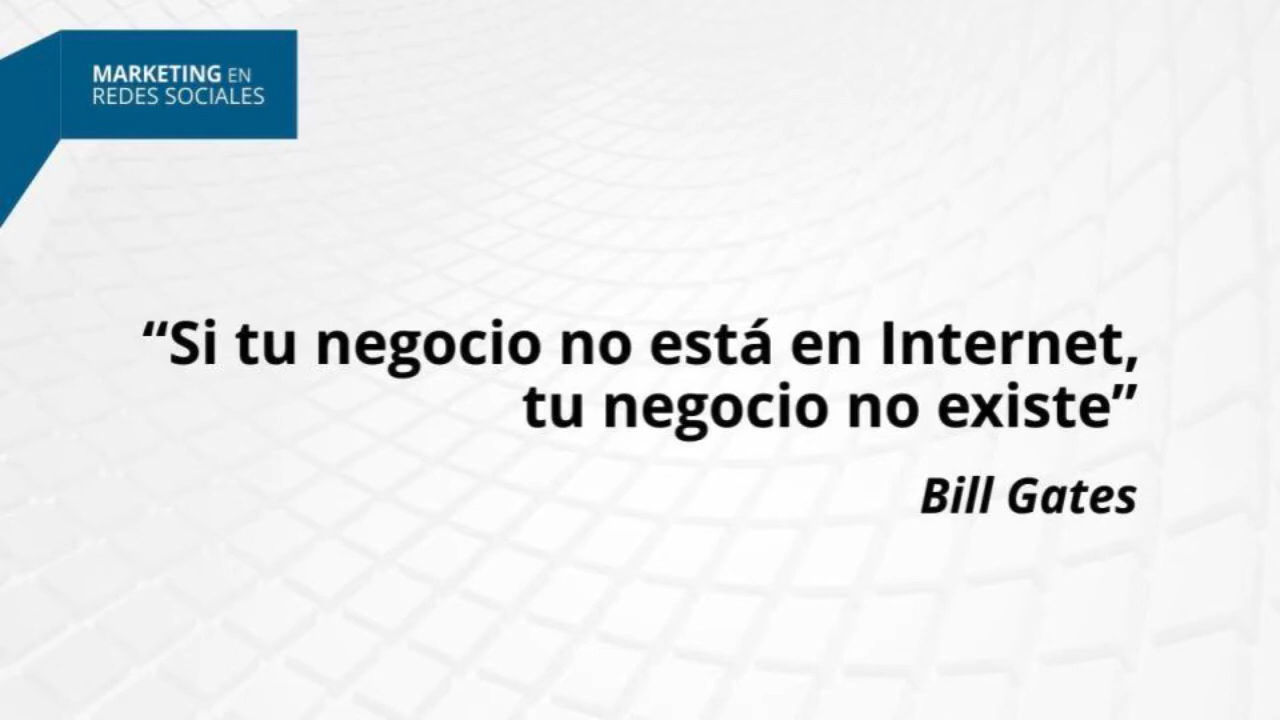 MARKETING EN
REDES SOCIALES
“Si tu negocio no está en Internet,
tu negocio no existe”
Bill Gates